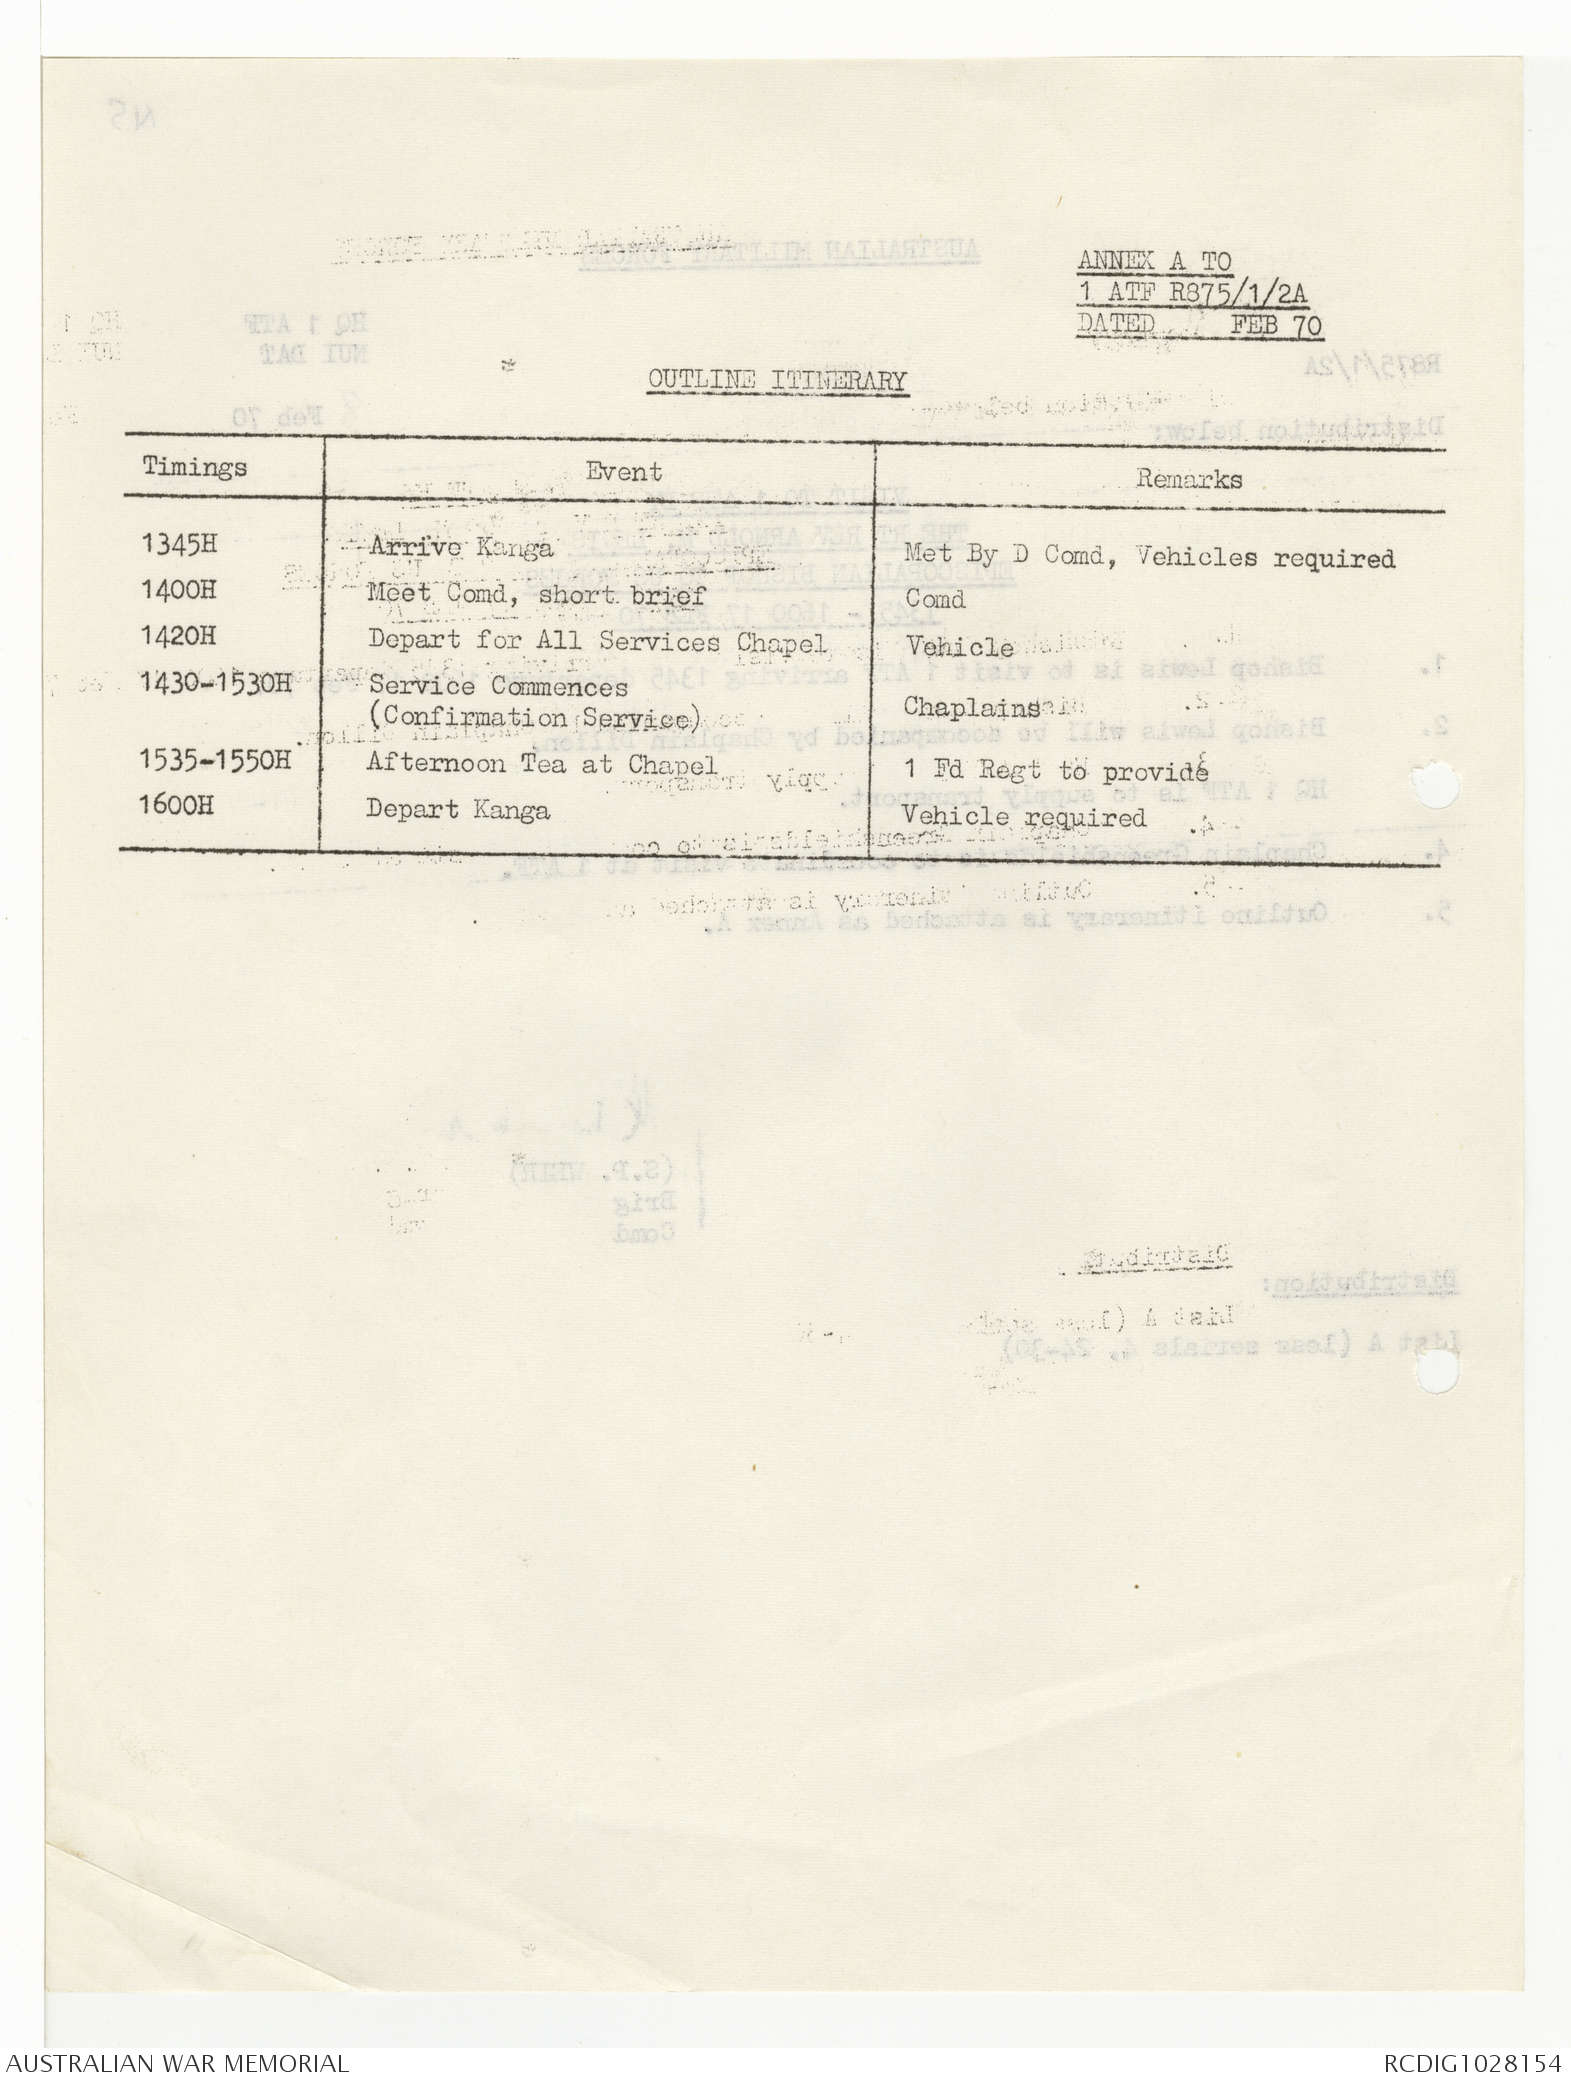 ANNEX A TO
1 ATF R875/1/2A
DATED FEB 70
OUTLINE ITINERARY
Timings Event Remarks
1345H Arrive Kanga Met By D Comd, Vehicles required
1400H Meet Comd, short brief Comd
1420H Depart for All Services Chapel Vehicle
1430-1530H Service Commences
(Confirmation Service) Chaplains
1535-1550H Afternoon Tea at Chapel 1 Fd Regt to provide
1600H Depart Kanga Vehicle required
AUSTRALIAN WAR MEMORIAL RCDIG1028154